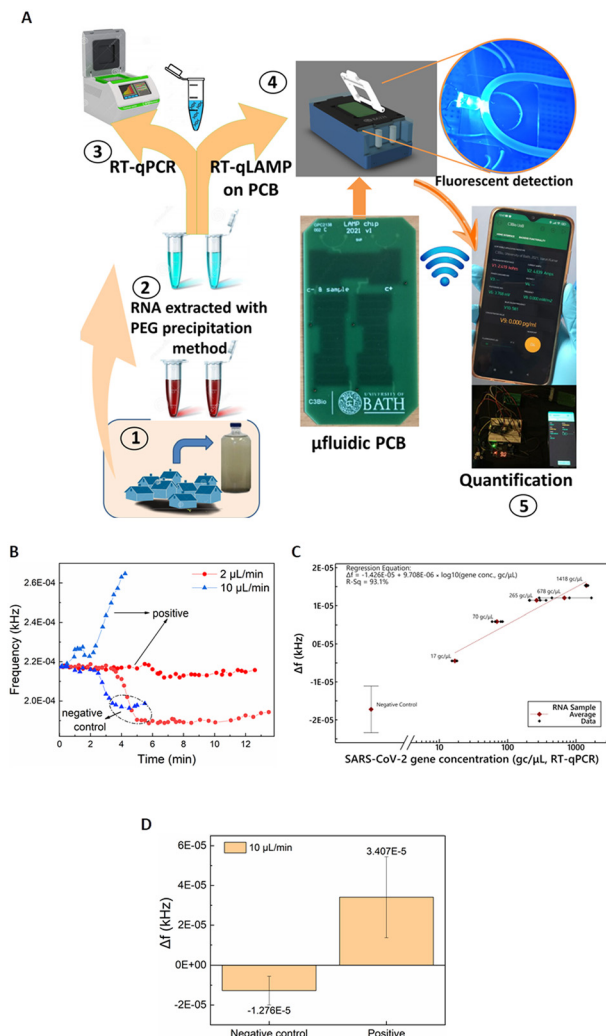 A
4
3
RT-qPCR
RT-qLAMP
on PCB
Fluorescent detection
2
RNA extracted with
PEG precipitation
method
LAMP chip
2021 v1
sample
C+
C3Bio
UNIVERSITY OF
BATH
1
µfluidic PCB
V9: 0.000 pg/ml
Quantification
5
B
2 µL/min
10 µL/min
positive
negative
control
2.6E-04
2.4E-04
2.2E-04
2.0E-04
Frequency (kHz)
0 2 4 6 8 10 12
Time (min)
C
Regression Equation:
Δf = -1.426E-05 + 9.708E-06 * log10(gene conc., gc/µL)
R-Sq = 93.1%
1418 gc/µL
678 gc/µL
265 gc/µL
70 gc/µL
17 gc/µL
Negative Control
RNA Sample
Average
Data
2E-05
1E-05
0E-05
-1E-05
-2E-05
Δf (kHz)
10 100 1000
SARS-CoV-2 gene concentration (gc/µL, RT-qPCR)
D
10 µL/min
3.407E-5
-1.276E-5
6E-05
4E-05
2E-05
0E+00
-2E-05
Δf (kHz)
Negative control Positive